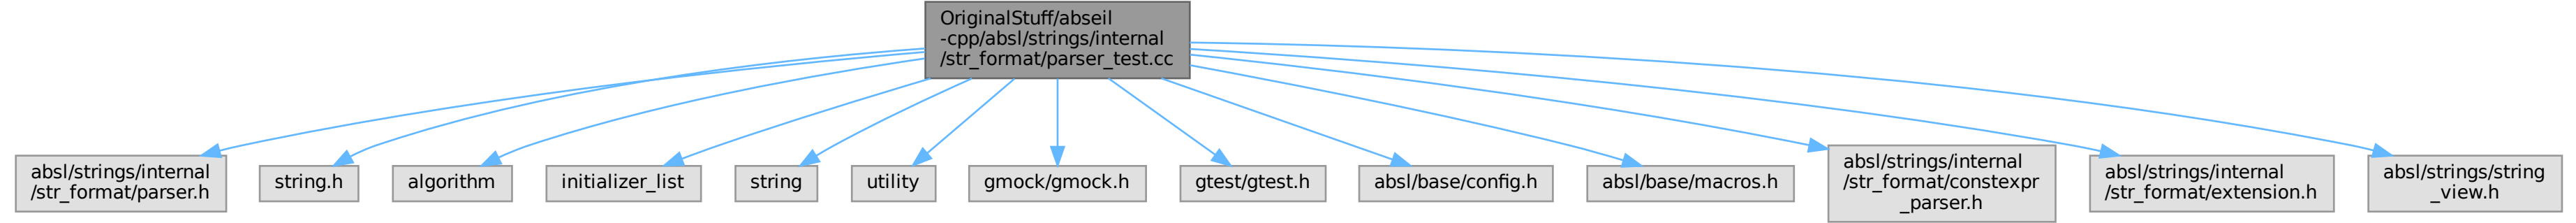 OriginalStuff/abseil
-cpp/absl/strings/internal
/str_format/parser_test.cc
absl/strings/internal
/str_format/parser.h
string.h
algorithm
initializer_list
string
utility
gmock/gmock.h
gtest/gtest.h
absl/base/config.h
absl/base/macros.h
absl/strings/internal
/str_format/constexpr
_parser.h
absl/strings/internal
/str_format/extension.h
absl/strings/string
_view.h